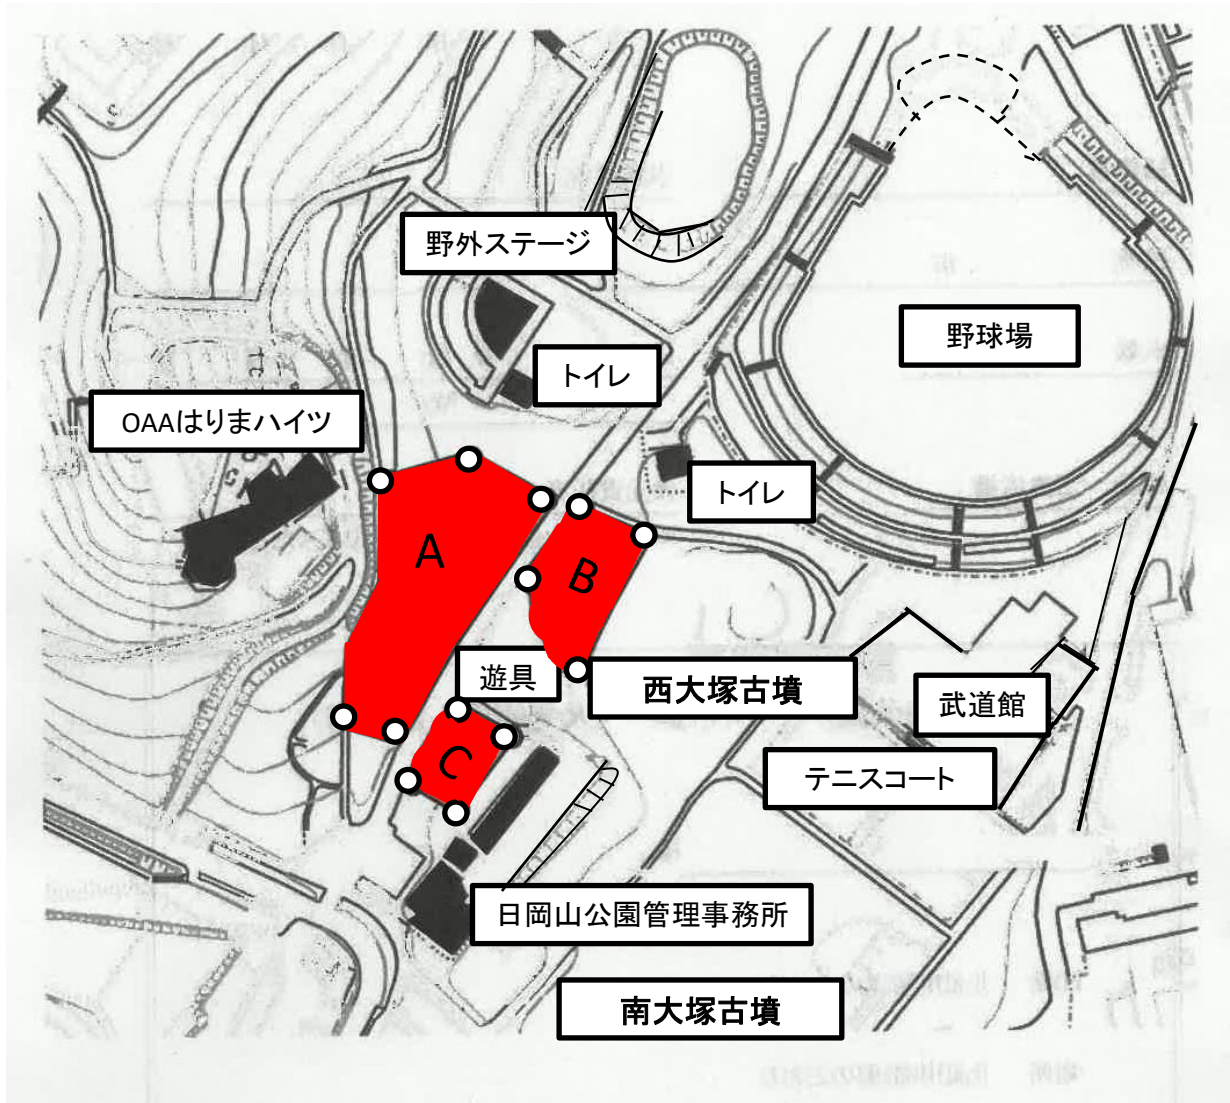 野外ステージ
野球場
トイレ
OAAはりまハイツ
トイレ
A
B
遊具
西大塚古墳
武道館
C
テニスコート
日岡山公園管理事務所
南大塚古墳